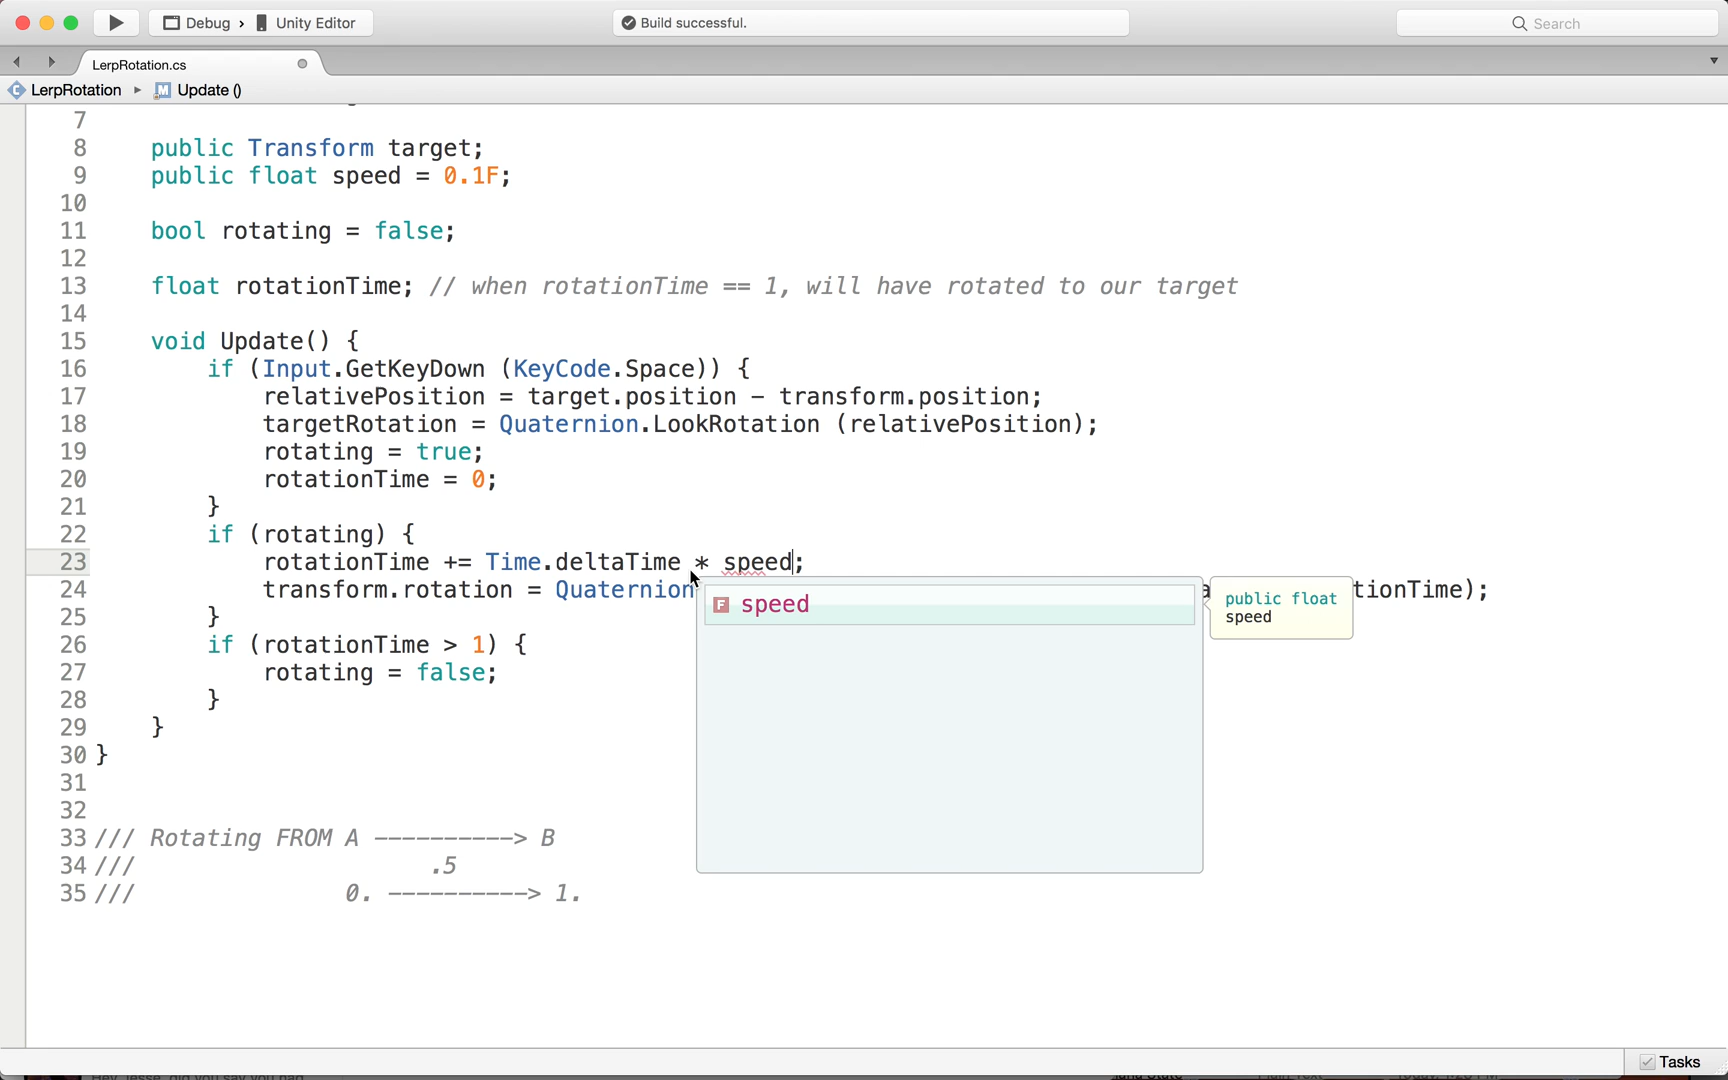 Debug › Unity Editor
Build successful.
Search
LerpRotation.cs
LerpRotation ▸ M Update ()
7
8 public Transform target;
9 public float speed = 0.1F;
10
11 bool rotating = false;
12
13 float rotationTime; // when rotationTime == 1, will have rotated to our target
14
15 void Update() {
16 if (Input.GetKeyDown (KeyCode.Space)) {
17 relativePosition = target.position - transform.position;
18 targetRotation = Quaternion.LookRotation (relativePosition);
19 rotating = true;
20 rotationTime = 0;
21 }
22 if (rotating) {
23 rotationTime += Time.deltaTime * speed;
24 transform.rotation = Quaternion tionTime);
F speed
public float
speed
25 }
26 if (rotationTime > 1) {
27 rotating = false;
28 }
29 }
30 }
31
32
33 /// Rotating FROM A ----------> B
34 /// .5
35 /// 0. ----------> 1.
Tasks